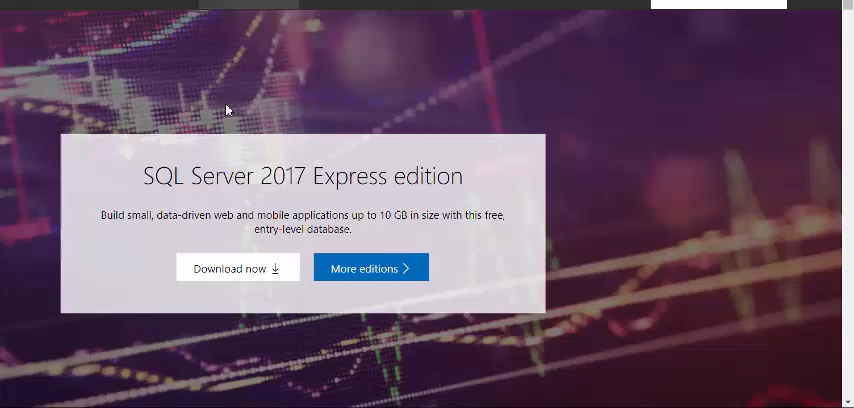 SQL Server 2017 Express edition
Build small, data-driven web and mobile applications up to 10 GB in size with this free,
entry-level database.
Download now
More editions